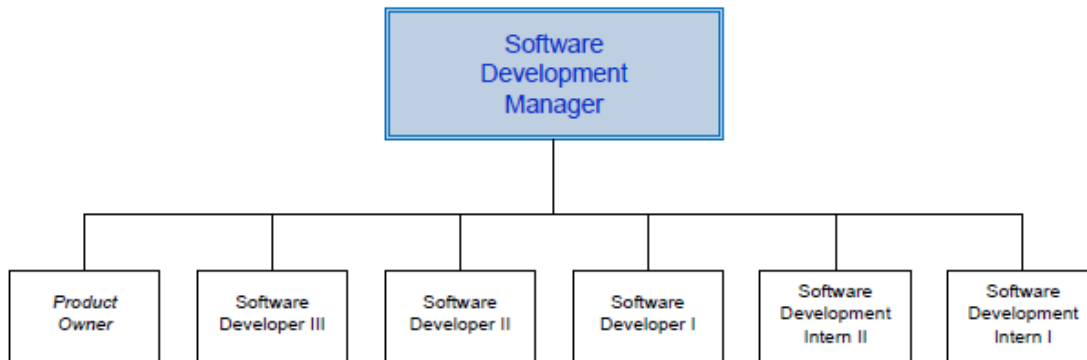 Software
Development
Manager
Product
Owner
Software
Developer III
Software
Developer II
Software
Developer I
Software
Development
Intern II
Software
Development
Intern I